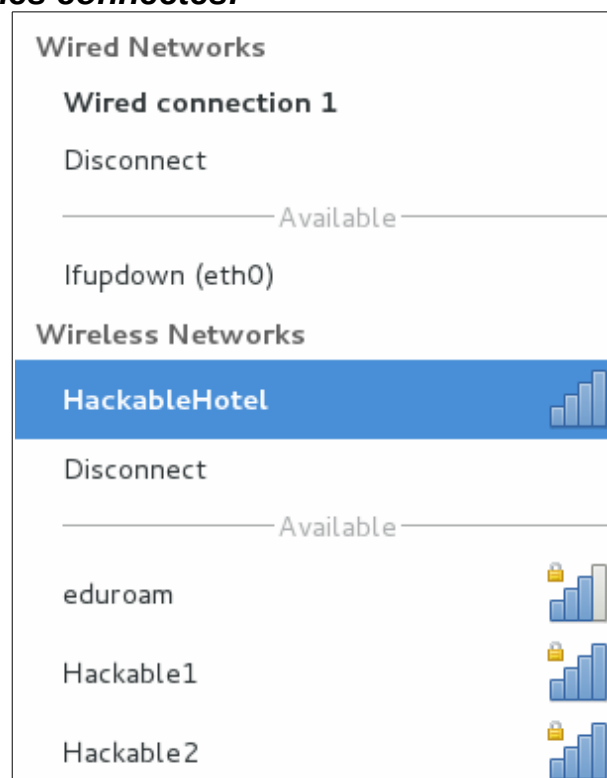 Wired Networks
Wired connection 1
Disconnect
Available
Ifupdown (eth0)
Wireless Networks
HackableHotel
Disconnect
Available
eduroam
Hackable1
Hackable2